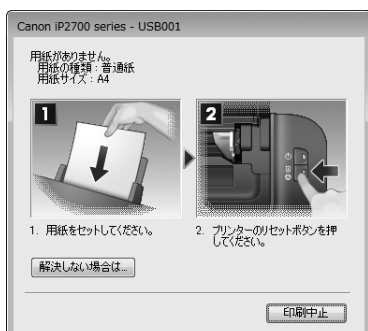 Canon iP2700 series - USB001
用紙がありません。
用紙の種類：普通紙
用紙サイズ：A4
1
2
1. 用紙をセットしてください。
2. プリンターのリセットボタンを押
してください。
解決しない場合は...
印刷中止